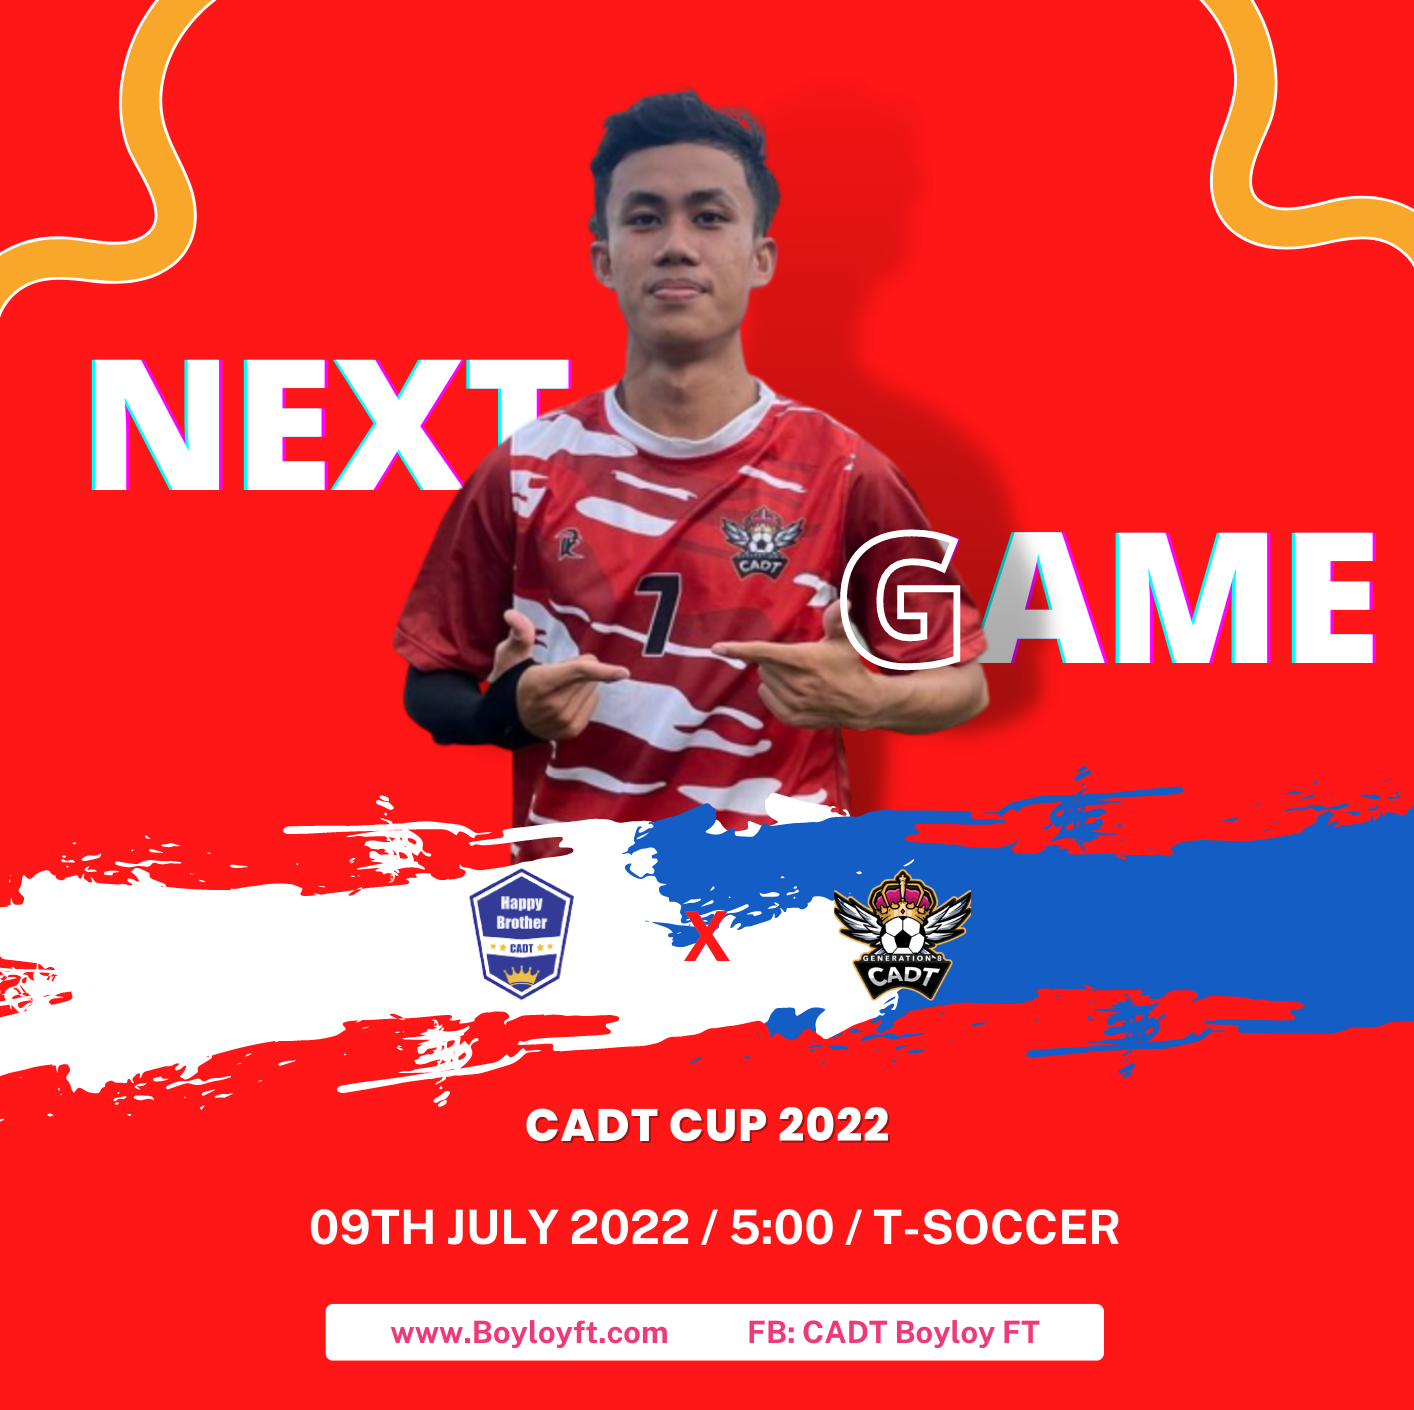 NEXT
GAME
CADT
7
Happy
Brother
CADT
X
GENERATION 8
CADT
CADT CUP 2022
09TH JULY 2022 / 5:00 / T-SOCCER
www.Boyloyft.com
FB: CADT Boyloy FT